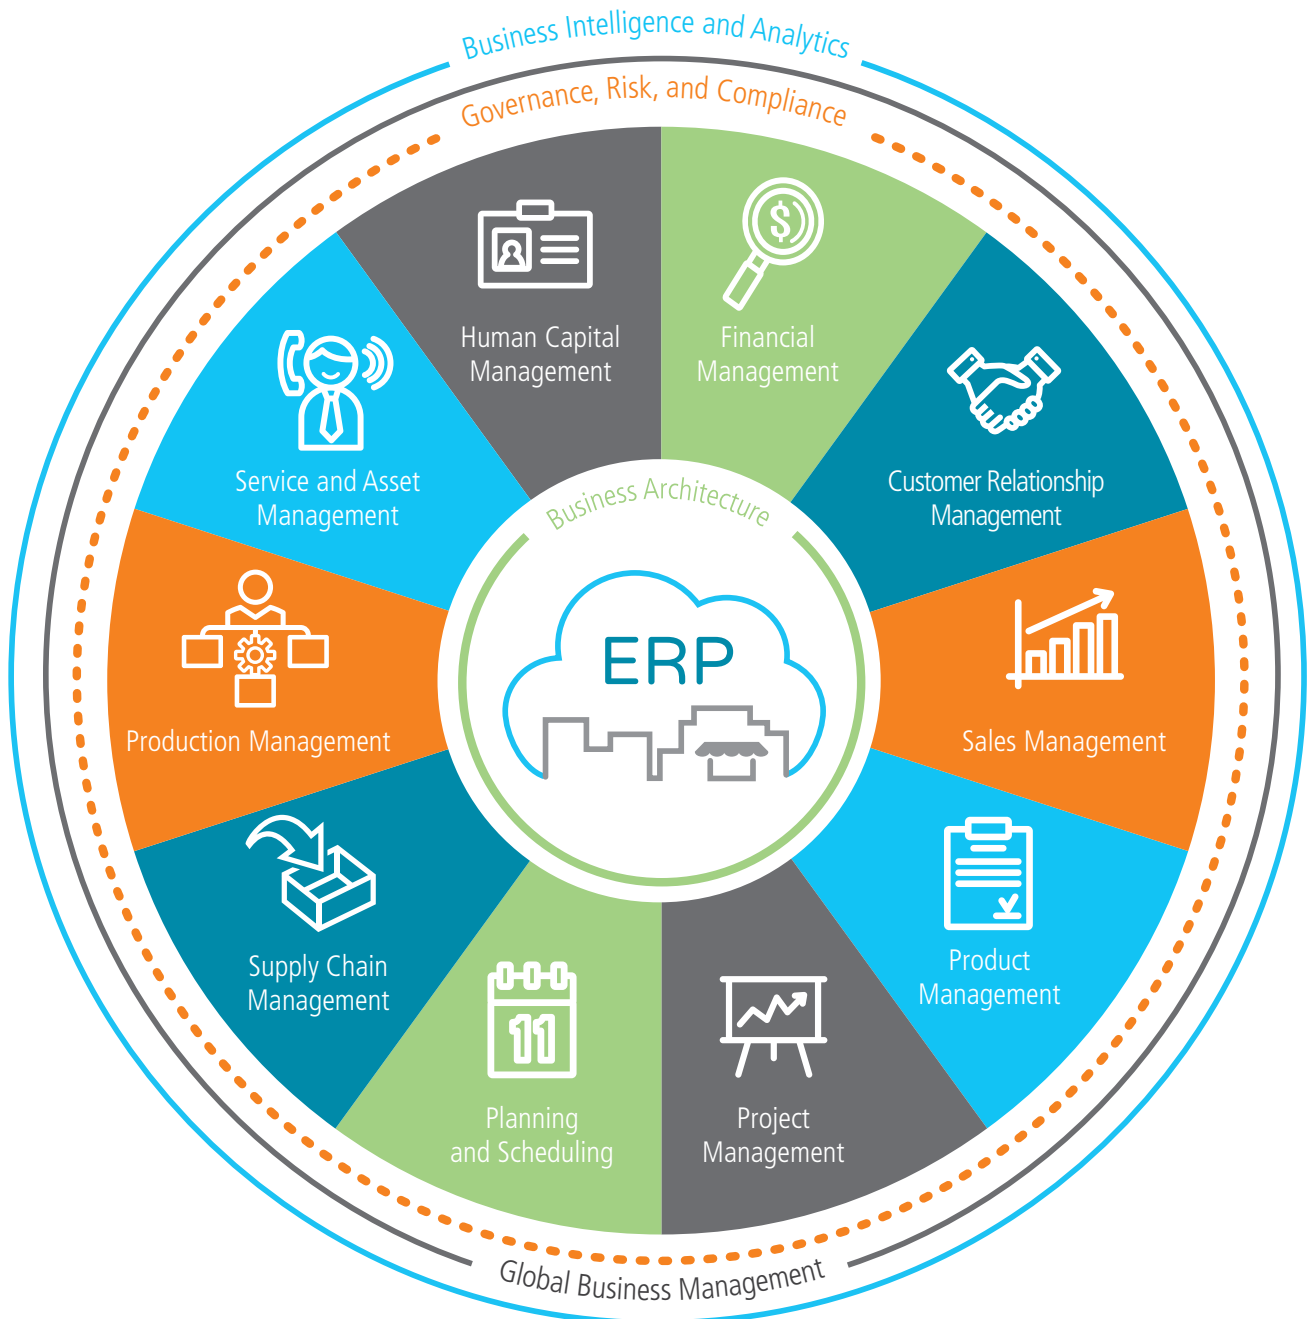 Business Intelligence and Analytics
Governance, Risk, and Compliance
Human Capital
Management
$
Financial
Management
Customer Relationship
Management
Sales Management
Product
Management
Project
Management
11
Planning
and Scheduling
Supply Chain
Management
Production Management
Service and Asset
Management
Business Architecture
ERP
Global Business Management